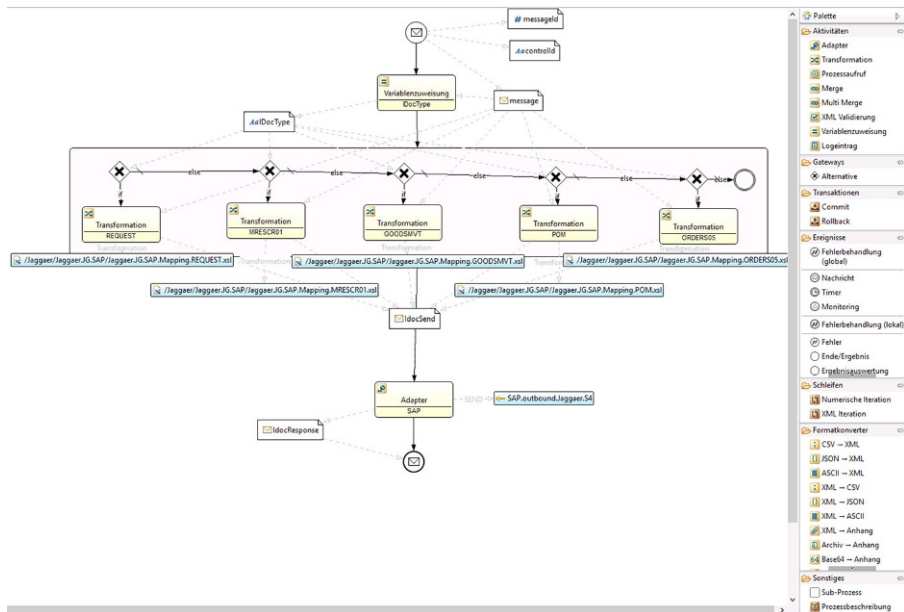 # messageId
Aa controlId
Variablenzuweisung
IDocType
message
Aa IDocType
else
else
else
else
else
if
if
if
if
if
Transformation
REQUEST
Transformation
MRESCR01
Transformation
GOODSMVT
Transformation
POM
Transformation
ORDERS05
Transformation
Transformation
Transformation
/Jaggaer/Jaggaer.JG.SAP/Jaggaer.JG.SAP.Mapping.REQUEST.xsl
/Jaggaer/Jaggaer.JG.SAP/Jaggaer.JG.SAP.Mapping.GOODSMVT.xsl
/Jaggaer/Jaggaer.JG.SAP/Jaggaer.JG.SAP.Mapping.ORDERS05.xsl
Transformation
/Jaggaer/Jaggaer.JG.SAP/Jaggaer.JG.SAP.Mapping.MRESCR01.xsl
/Jaggaer/Jaggaer.JG.SAP/Jaggaer.JG.SAP.Mapping.POM.xsl
IdocSend
Adapter
SAP
SEND
SAP.outbound.Jaggaer.S4
IdocResponse
Palette
Aktivitäten
Adapter
Transformation
Prozessaufruf
Merge
Multi Merge
XML Validierung
Variablenzuweisung
Logeintrag
Gateways
Alternative
Transaktionen
Commit
Rollback
Ereignisse
Fehlerbehandlung
(global)
Nachricht
Timer
Monitoring
Fehlerbehandlung (lokal)
Fehler
Ende/Ergebnis
Ergebnisauswertung
Schleifen
Numerische Iteration
XML Iteration
Formatkonverter
CSV → XML
JSON → XML
ASCII → XML
XML → CSV
XML → JSON
XML → ASCII
XML → Anhang
Archiv → Anhang
Base64 → Anhang
Sonstiges
Sub-Prozess
Prozessbeschreibung